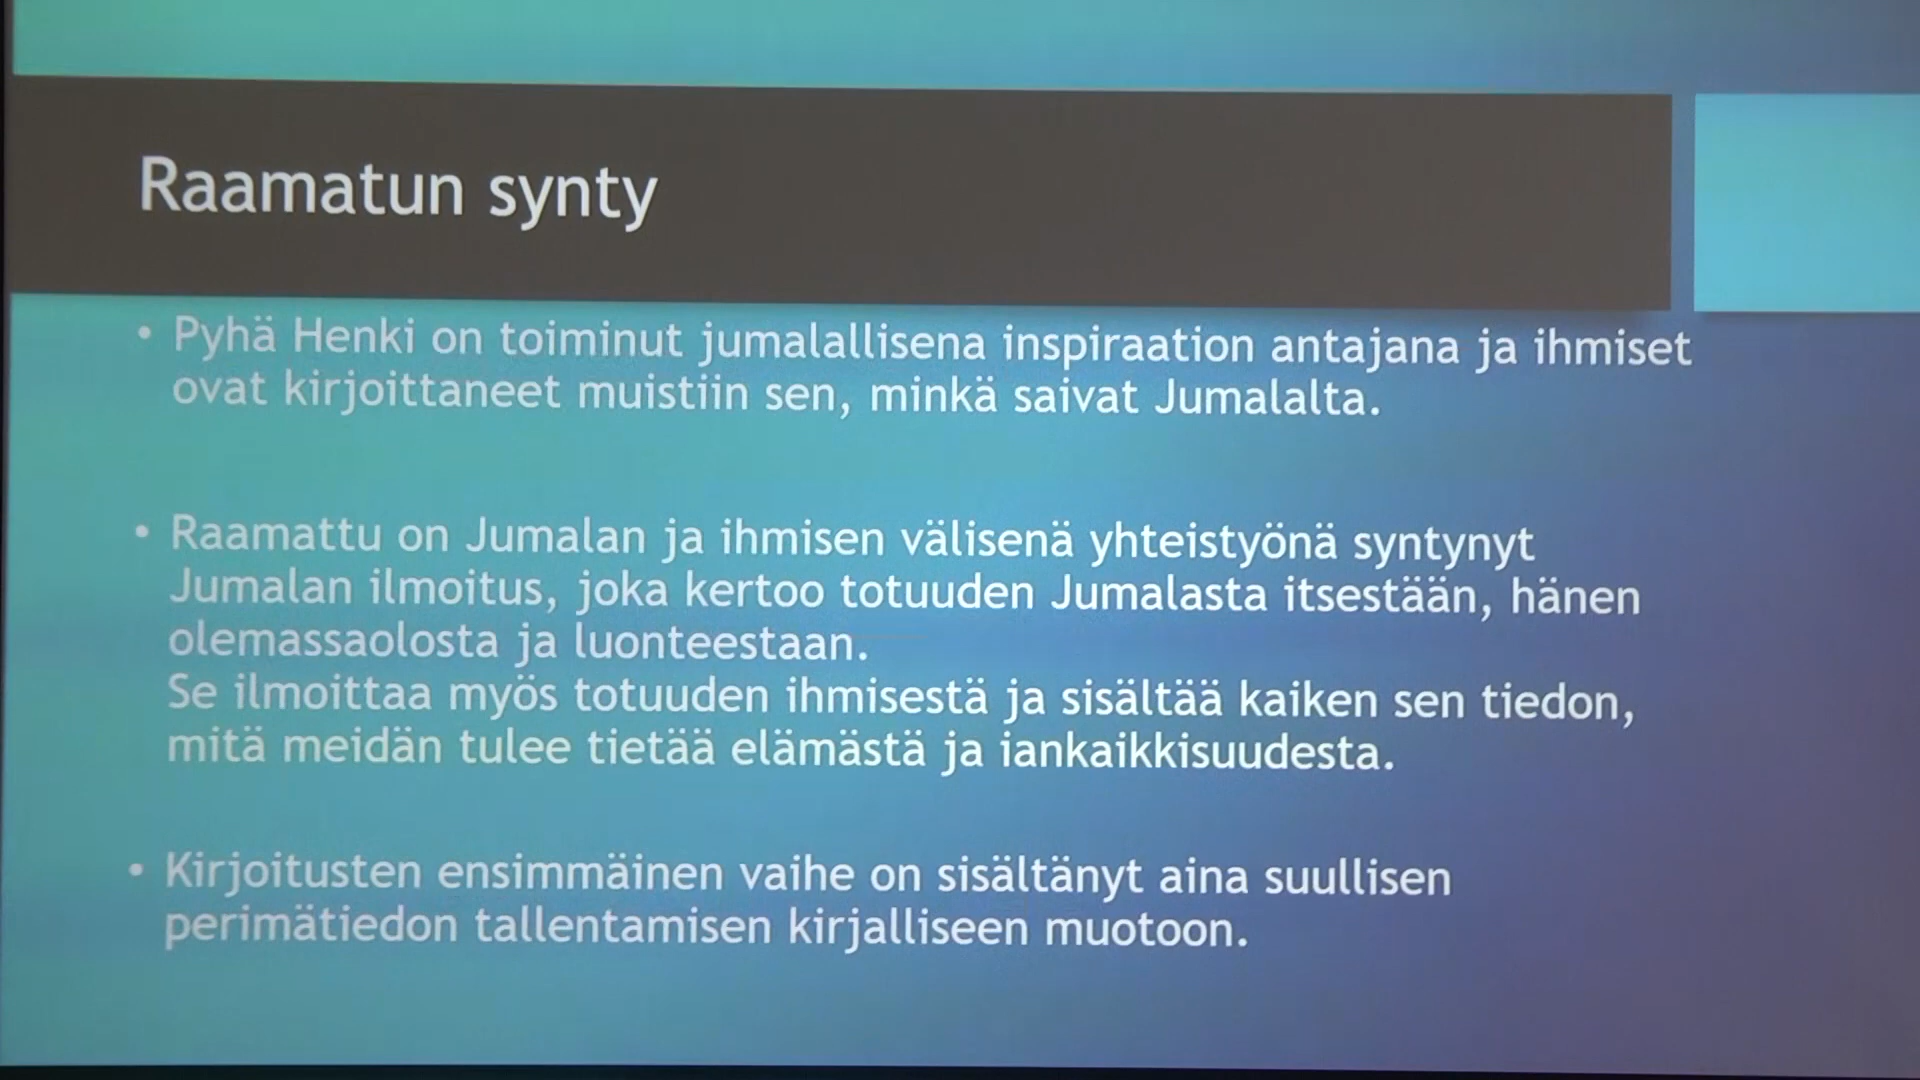 Raamatun synty
• Pyhä Henki on toiminut jumalallisena inspiraation antajana ja ihmiset
ovat kirjoittaneet muistiin sen, minkä saivat Jumalalta.
• Raamattu on Jumalan ja ihmisen välisenä yhteistyönä syntynyt
Jumalan ilmoitus, joka kertoo totuuden Jumalasta itsestään, hänen
olemassaolosta ja luonteestaan.
Se ilmoittaa myös totuuden ihmisestä ja sisältää kaiken sen tiedon,
mitä meidän tulee tietää elämästä ja iankaikkisuudesta.
• Kirjoitusten ensimmäinen vaihe on sisältänyt aina suullisen
perimätiedon tallentamisen kirjalliseen muotoon.